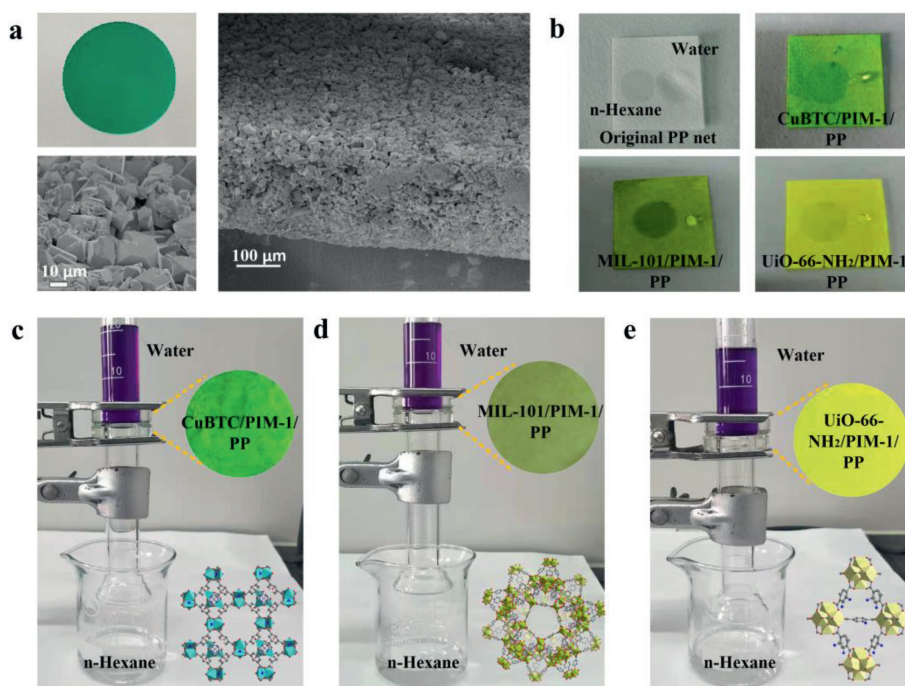 a
10 μm
100 μm
b
Water
n-Hexane
Original PP net
CuBTC/PIM-1/
PP
MIL-101/PIM-1/
PP
UiO-66-NH₂/PIM-1
PP
c
20
10
Water
CuBTC/PIM-1/
PP
n-Hexane
d
10
Water
MIL-101/PIM-1/
PP
n-Hexane
e
10
Water
UiO-66-
NH₂/PIM-1/
PP
n-Hexane